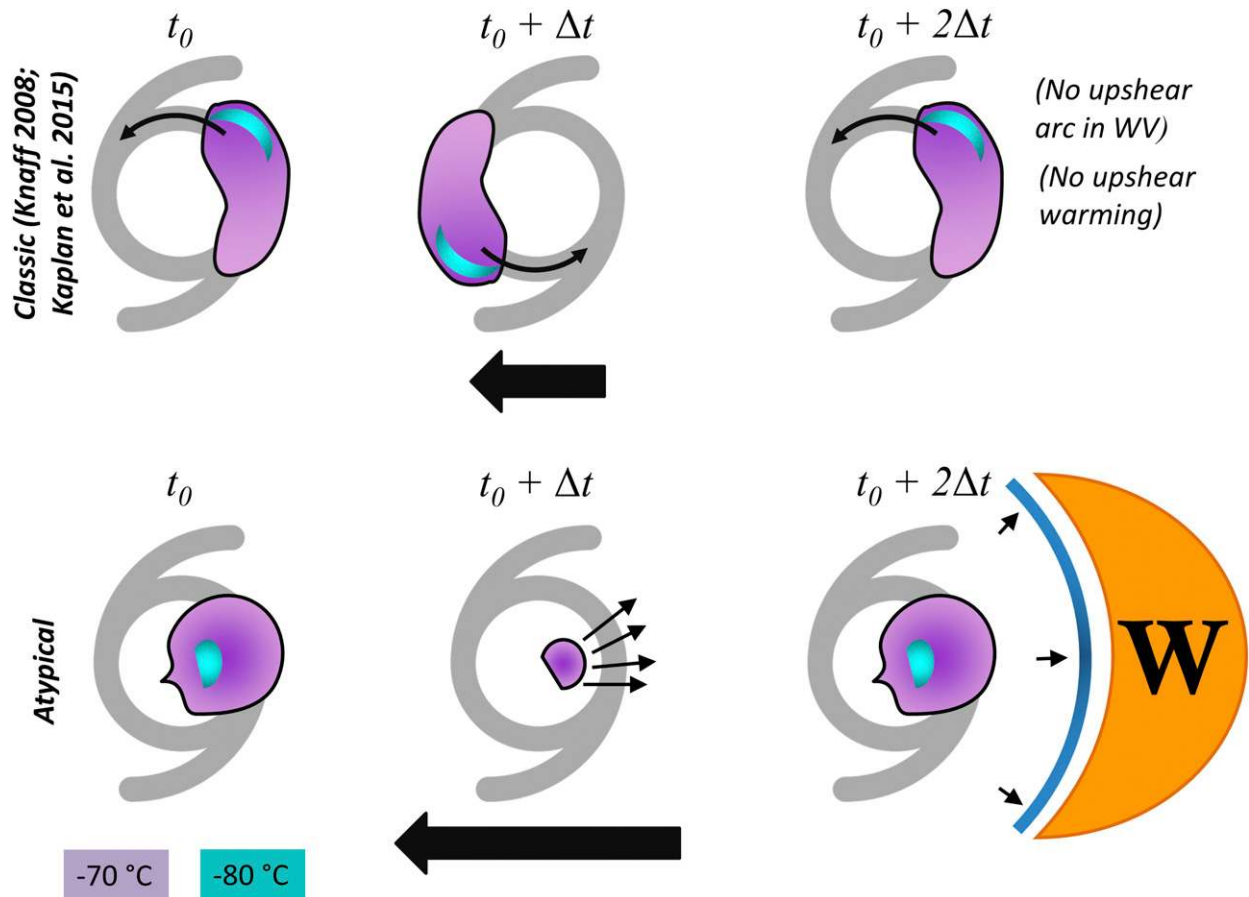 t₀
t₀ + Δt
t₀ + 2Δt
Classic (Knaff 2008;
Kaplan et al. 2015)
(No upshear
arc in WV)
(No upshear
warming)
t₀
t₀ + Δt
t₀ + 2Δt
Atypical
W
-70 °C
-80 °C